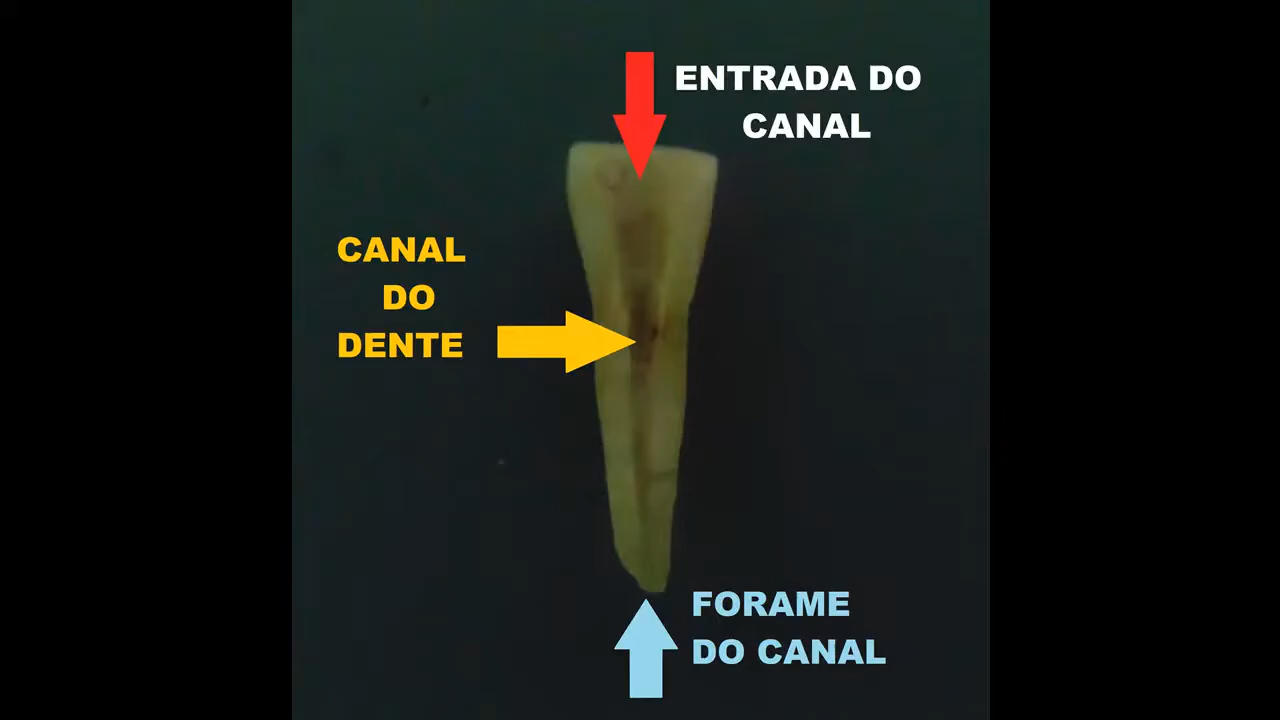 ENTRADA DO
CANAL
CANAL
DO
DENTE
FORAME
DO CANAL